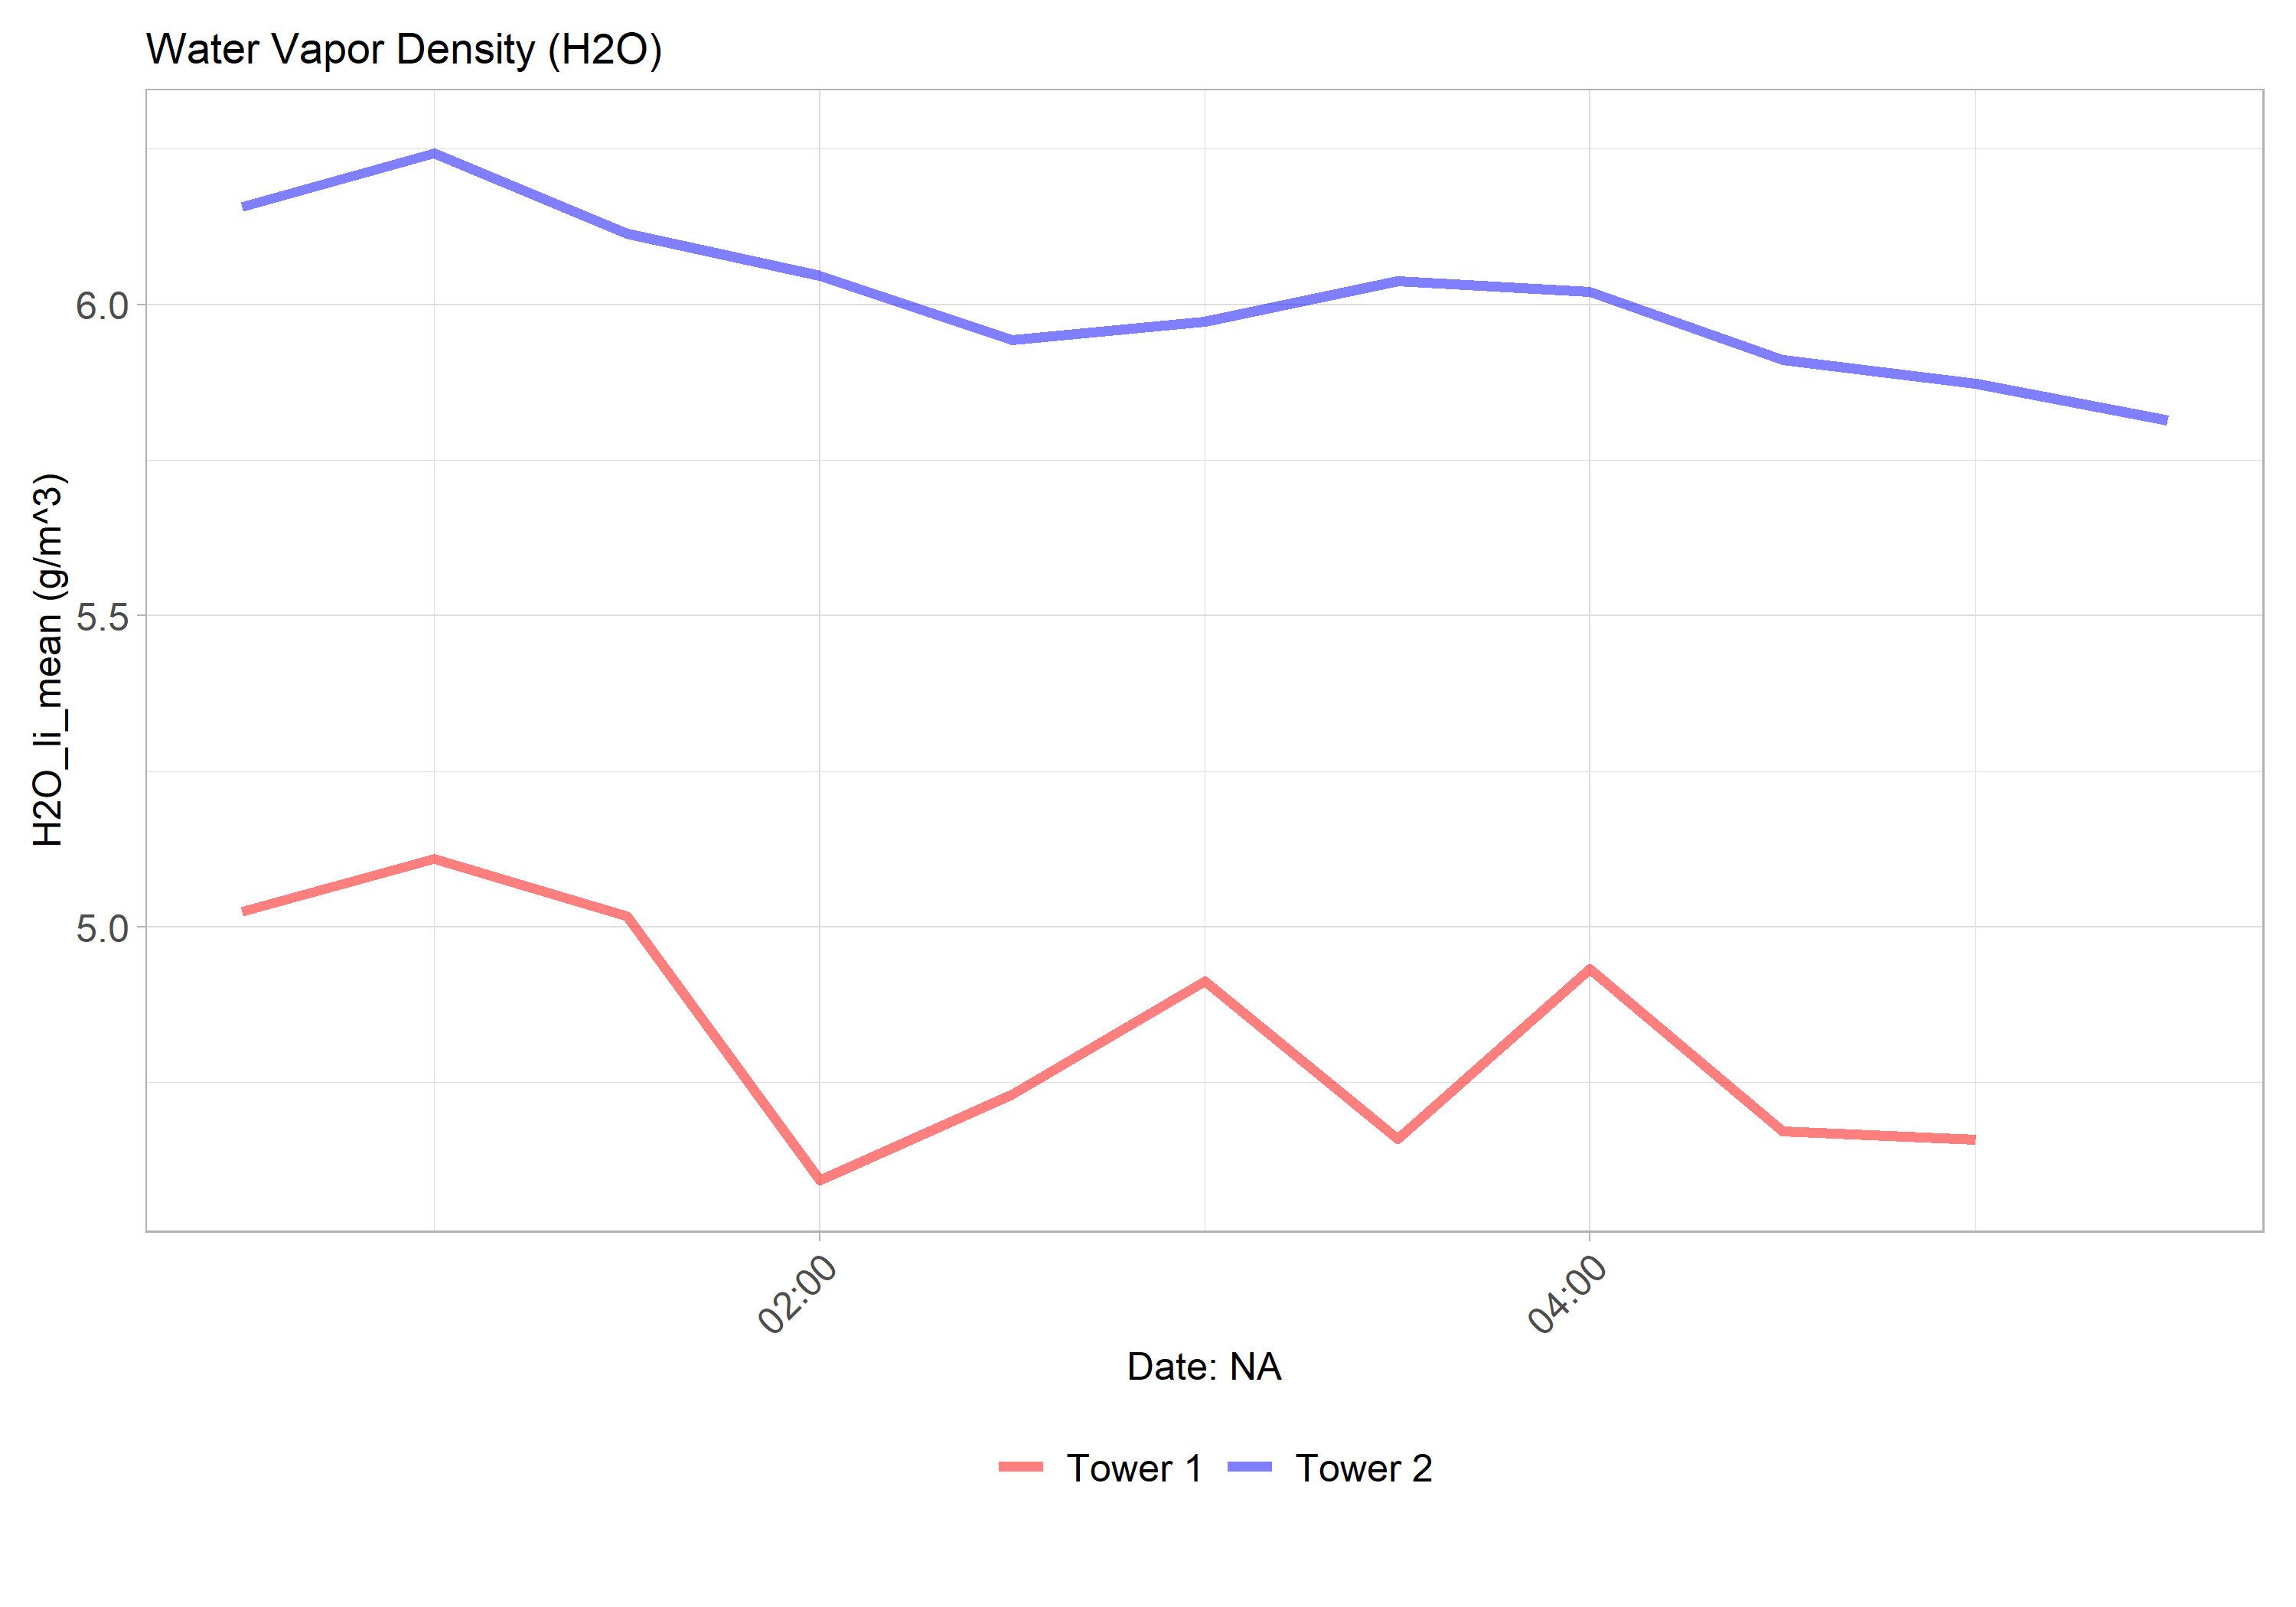 Water Vapor Density (H2O)
H2O_li_mean (g/m^3)
6.0
5.5
5.0
02:00
04:00
Date: NA
Tower 1
Tower 2